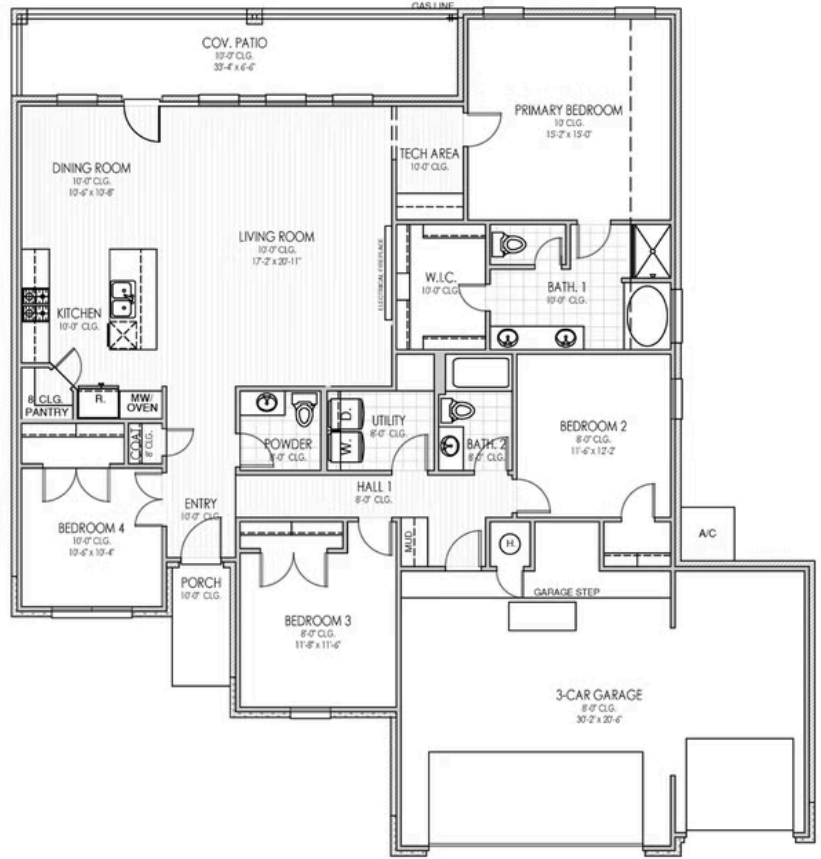 GAS LINE
COV. PATIO
10'-0" CLG.
33'-4" x 6'-6"
PRIMARY BEDROOM
10' CLG.
15'-2" x 15'-0"
TECH AREA
10'-0" CLG.
DINING ROOM
10'-0" CLG.
10'-6" x 10'-8"
LIVING ROOM
10'-0" CLG.
17'-2" x 20'-11"
ELECTRICAL FIREPLACE
W.I.C.
10'-0" CLG.
BATH. 1
10'-0" CLG.
KITCHEN
10'-0" CLG.
8' CLG.
PANTRY
R.
MW/
OVEN
COAT
8' CLG.
POWDER
8'-0" CLG.
D.
W.
UTILITY
8'-0" CLG.
BATH. 2
8'-0" CLG.
BEDROOM 2
8'-0" CLG.
11'-6" x 12'-2"
HALL 1
8'-0" CLG.
ENTRY
10'-0" CLG.
BEDROOM 4
10'-0" CLG.
10'-6" x 10'-4"
MUD
H.
A/C
PORCH
10'-0" CLG.
GARAGE STEP
BEDROOM 3
8'-0" CLG.
11'-8" x 11'-6"
3-CAR GARAGE
8'-0" CLG.
30'-2" x 20'-6"